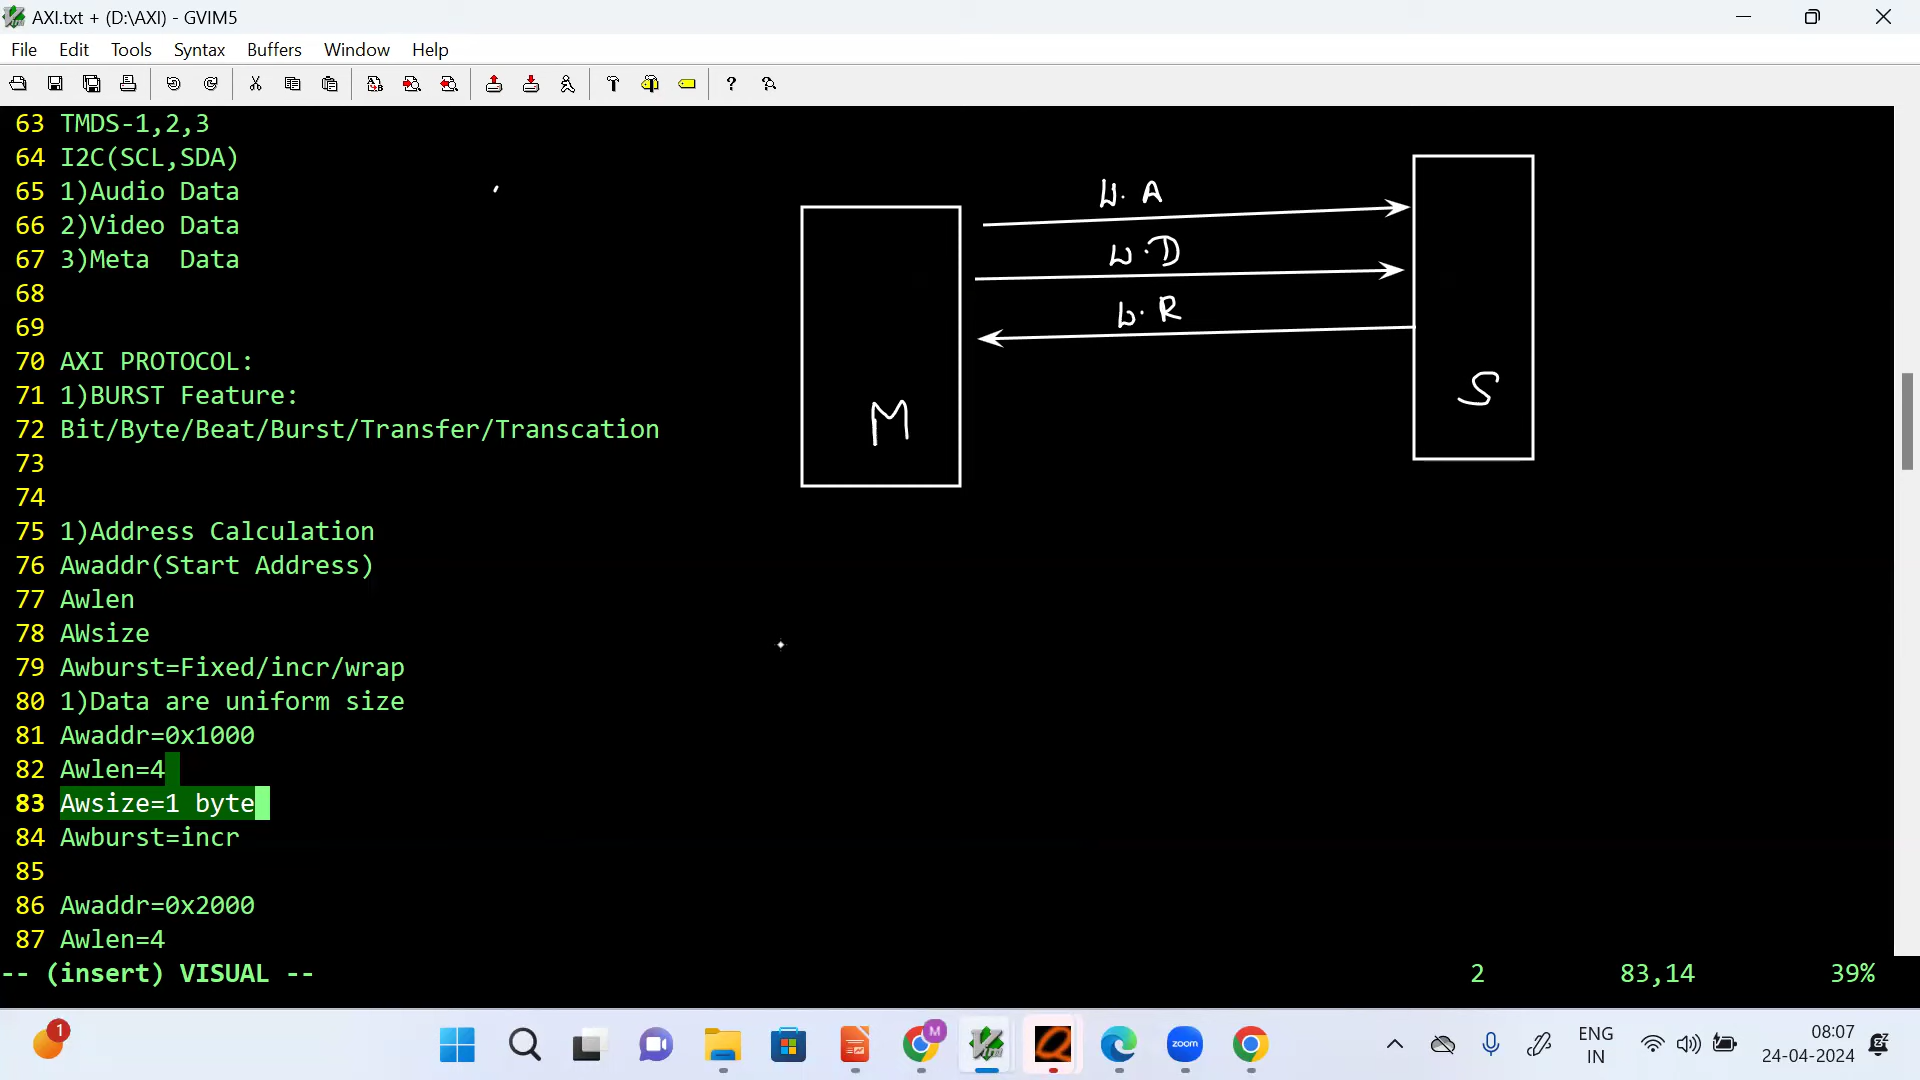 AXI.txt + (D:\AXI) - GVIM5
File Edit Tools Syntax Buffers Window Help
63 TMDS-1,2,3
64 I2C(SCL,SDA)
65 1)Audio Data
66 2)Video Data
67 3)Meta  Data
68
69
70 AXI PROTOCOL:
71 1)BURST Feature:
72 Bit/Byte/Beat/Burst/Transfer/Transcation
73
74
75 1)Address Calculation
76 Awaddr(Start Address)
77 Awlen
78 AWsize
79 Awburst=Fixed/incr/wrap
80 1)Data are uniform size
81 Awaddr=0x1000
82 Awlen=4
83 Awsize=1 byte
84 Awburst=incr
85
86 Awaddr=0x2000
87 Awlen=4
W. A
W.D
W. R
M
S
-- (insert) VISUAL -- 2 83,14 39%
1
M
zoom
ENG
IN
08:07
24-04-2024